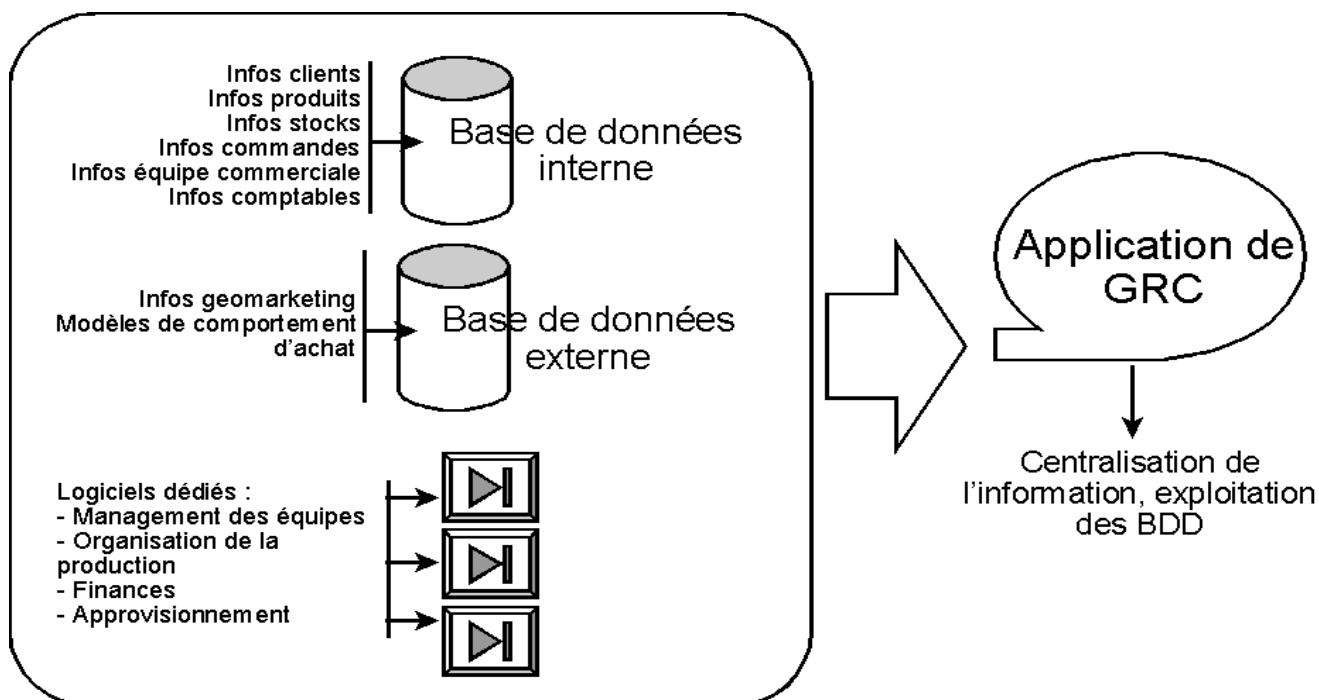 Infos clients
Infos produits
Infos stocks
Infos commandes
Infos équipe commerciale
Infos comptables
Base de données
interne
Infos geomarketing
Modèles de comportement
d'achat
Base de données
externe
Logiciels dédiés :
- Management des équipes
- Organisation de la
production
- Finances
- Approvisionnement
Application de
GRC
Centralisation de
l'information, exploitation
des BDD